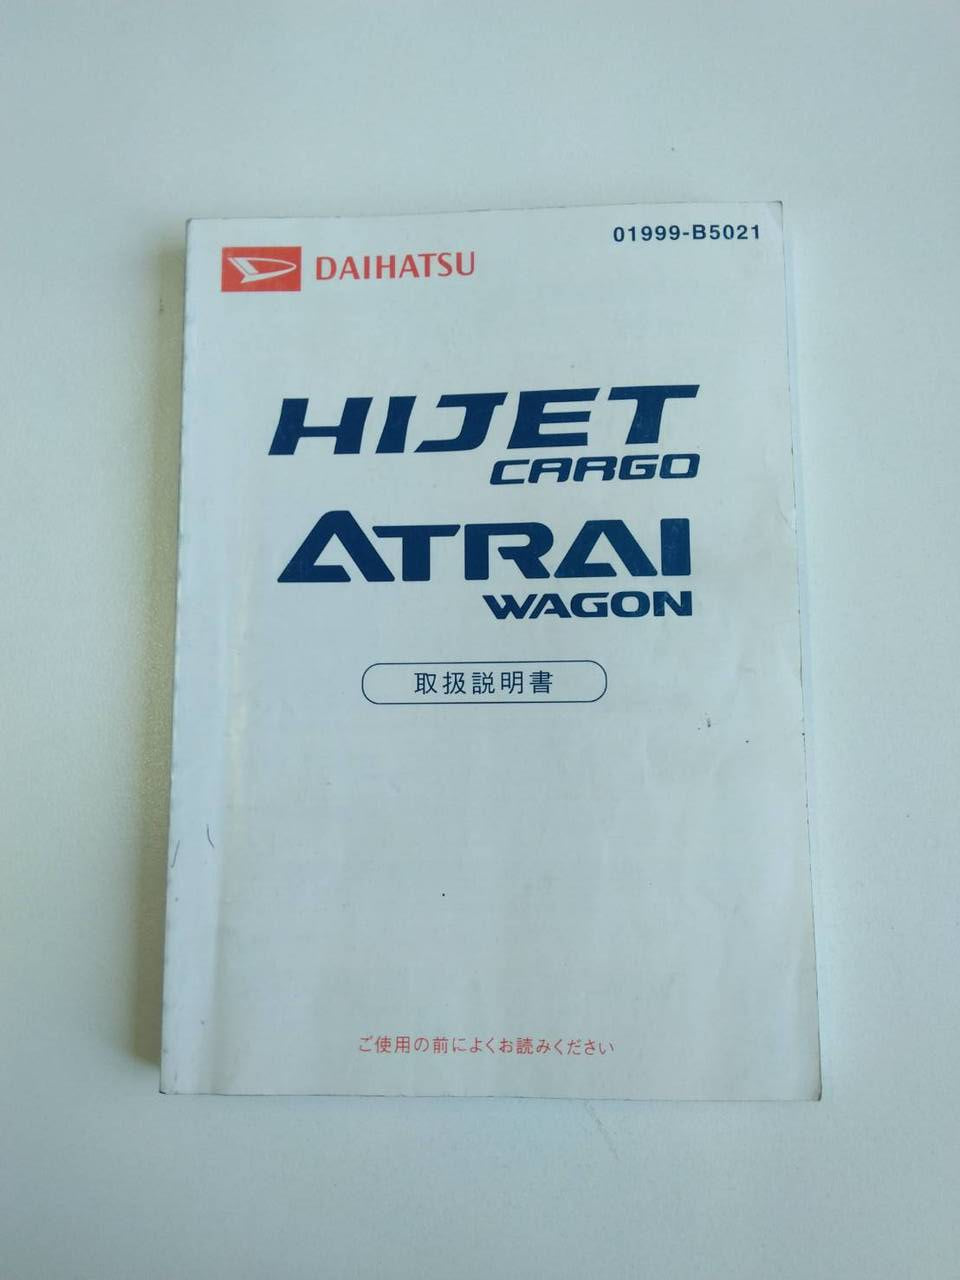 01999-B5021
DAIHATSU
HIJET
CARGO
ATRAI
WAGON
取扱説明書
ご使用の前によくお読みください